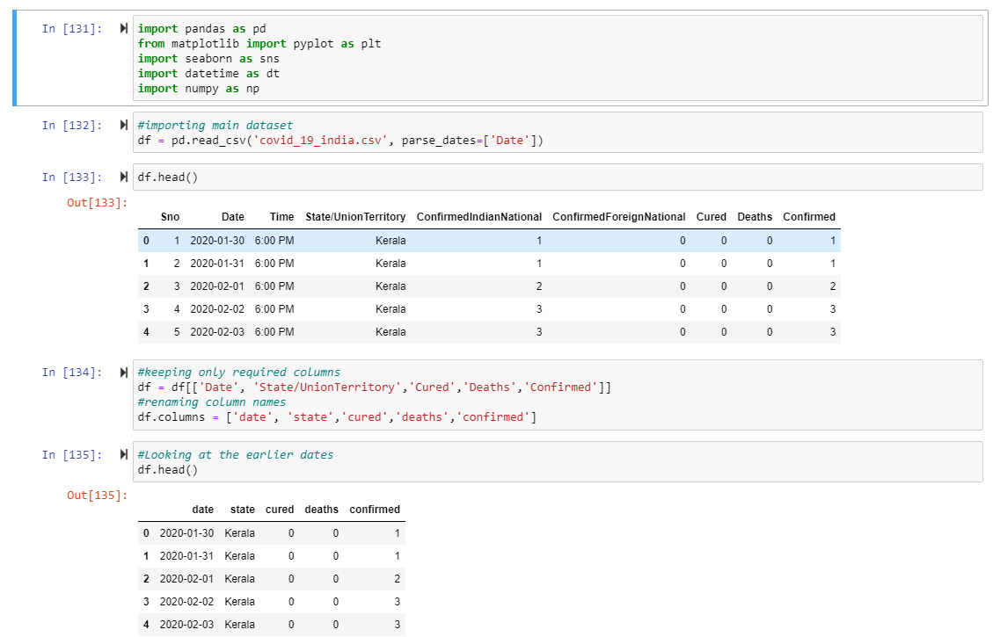 In [131]:
import pandas as pd
from matplotlib import pyplot as plt
import seaborn as sns
import datetime as dt
import numpy as np
In [132]:
#importing main dataset
df = pd.read_csv('covid_19_india.csv', parse_dates=['Date'])
In [133]:
df.head()
Out[133]:
Sno Date Time State/UnionTerritory ConfirmedIndianNational ConfirmedForeignNational Cured Deaths Confirmed
0 1 2020-01-30 6:00 PM Kerala 1 0 0 0 1
1 2 2020-01-31 6:00 PM Kerala 1 0 0 0 1
2 3 2020-02-01 6:00 PM Kerala 2 0 0 0 2
3 4 2020-02-02 6:00 PM Kerala 3 0 0 0 3
4 5 2020-02-03 6:00 PM Kerala 3 0 0 0 3
In [134]:
#keeping only required columns
df = df[['Date', 'State/UnionTerritory','Cured','Deaths','Confirmed']]
#renaming column names
df.columns = ['date', 'state','cured','deaths','confirmed']
In [135]:
#Looking at the earlier dates
df.head()
Out[135]:
date state cured deaths confirmed
0 2020-01-30 Kerala 0 0 1
1 2020-01-31 Kerala 0 0 1
2 2020-02-01 Kerala 0 0 2
3 2020-02-02 Kerala 0 0 3
4 2020-02-03 Kerala 0 0 3